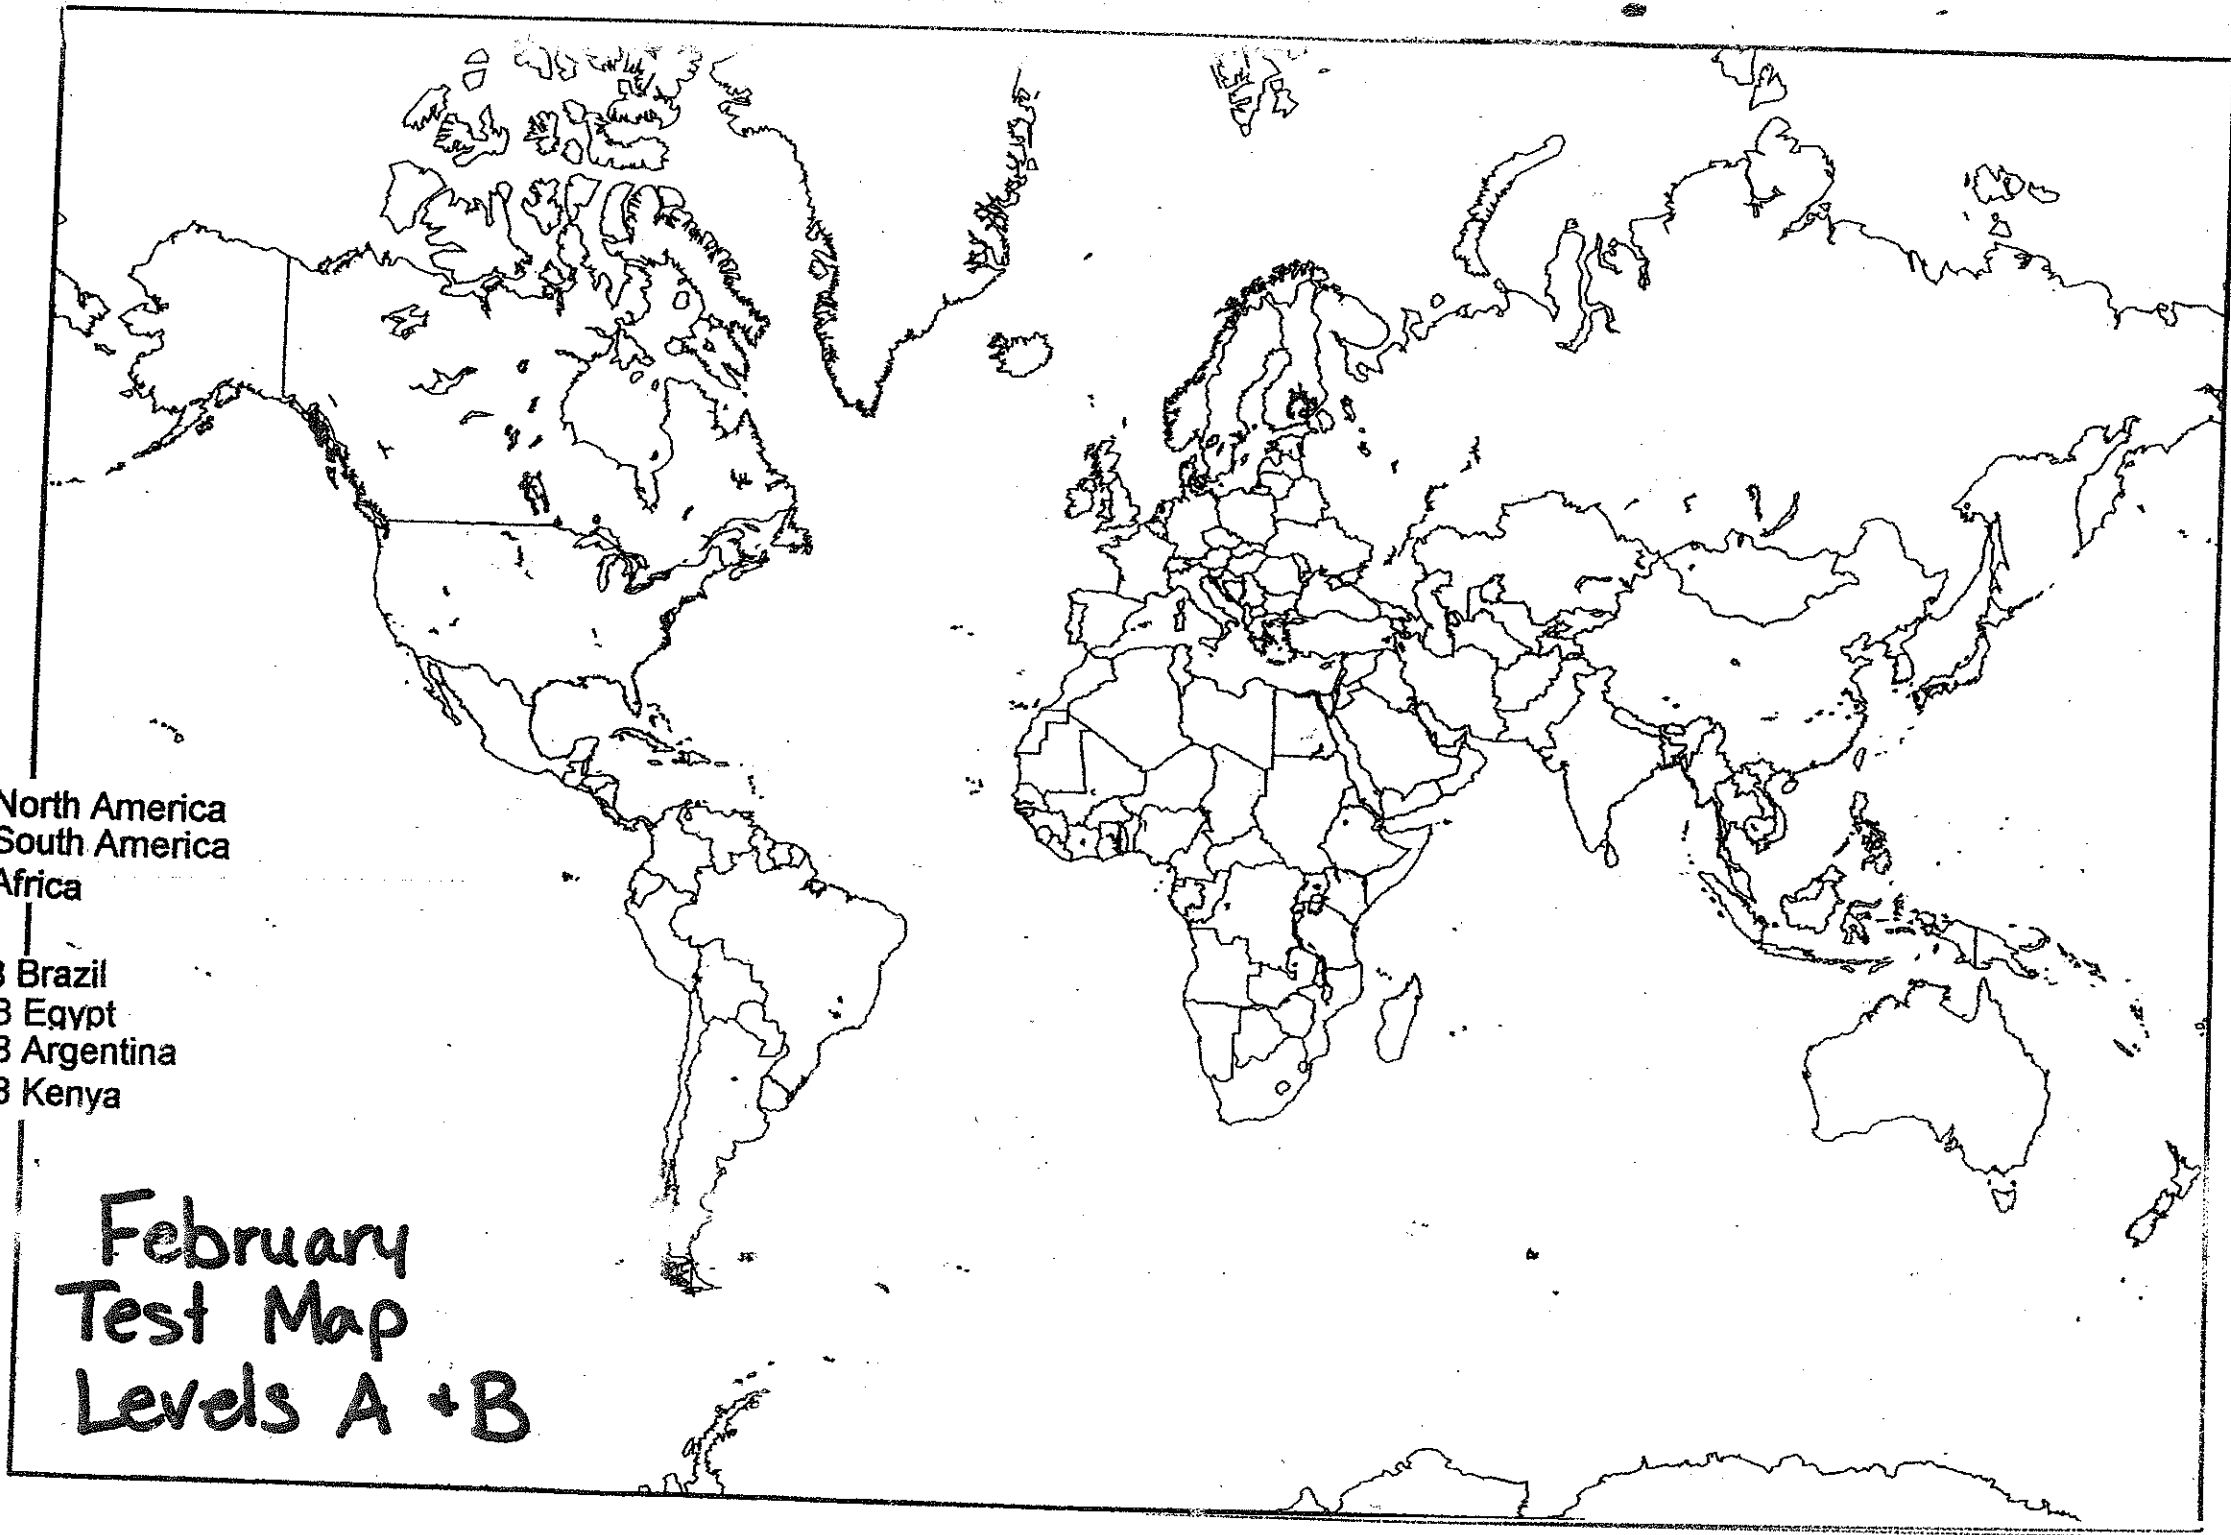 North America
South America
Africa
B Brazil
B Egypt
B Argentina
B Kenya
February
Test Map
Levels A + B